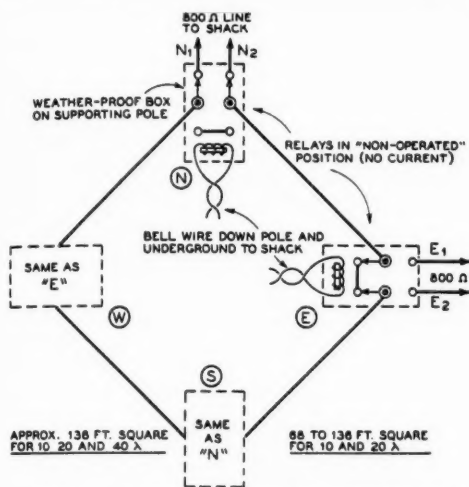 800 Ω LINE
TO SHACK
N1 N2
WEATHER-PROOF BOX
ON SUPPORTING POLE
RELAYS IN "NON-OPERATED"
POSITION (NO CURRENT)
N
BELL WIRE DOWN POLE AND
UNDERGROUND TO SHACK
E1
800 Ω
E2
E
SAME AS
"E"
W
S
SAME
AS
"N"
APPROX. 136 FT. SQUARE
FOR 10 20 AND 40 λ
68 TO 136 FT. SQUARE
FOR 10 AND 20 λ